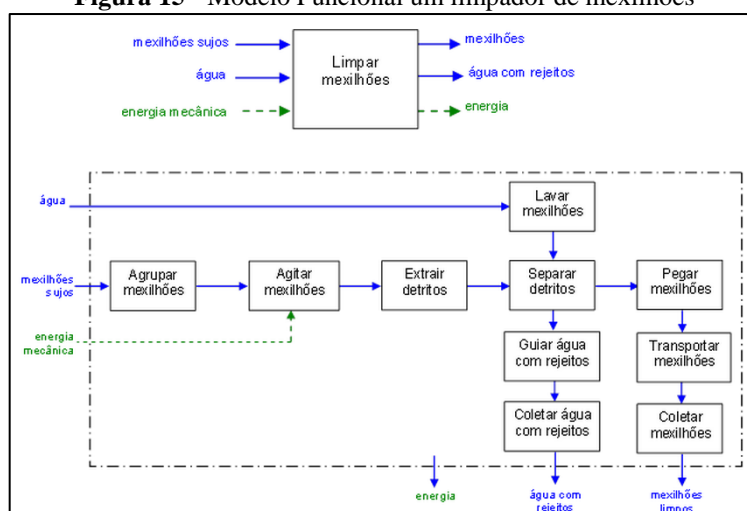 Figura 15 - Modelo Funcional um limpador de mexilhões
mexilhões sujos
água
energia mecânica
Limpar
mexilhões
mexilhões
água com rejeitos
energia
água
Lavar
mexilhões
mexilhões
sujos
Agrupar
mexilhões
Agitar
mexilhões
Extrair
detritos
Separar
detritos
Pegar
mexilhões
energia
mecânica
Guiar água
com rejeitos
Transportar
mexilhões
Coletar água
com rejeitos
Coletar
mexilhões
energia
água com
rejeitos
mexilhões
limpos